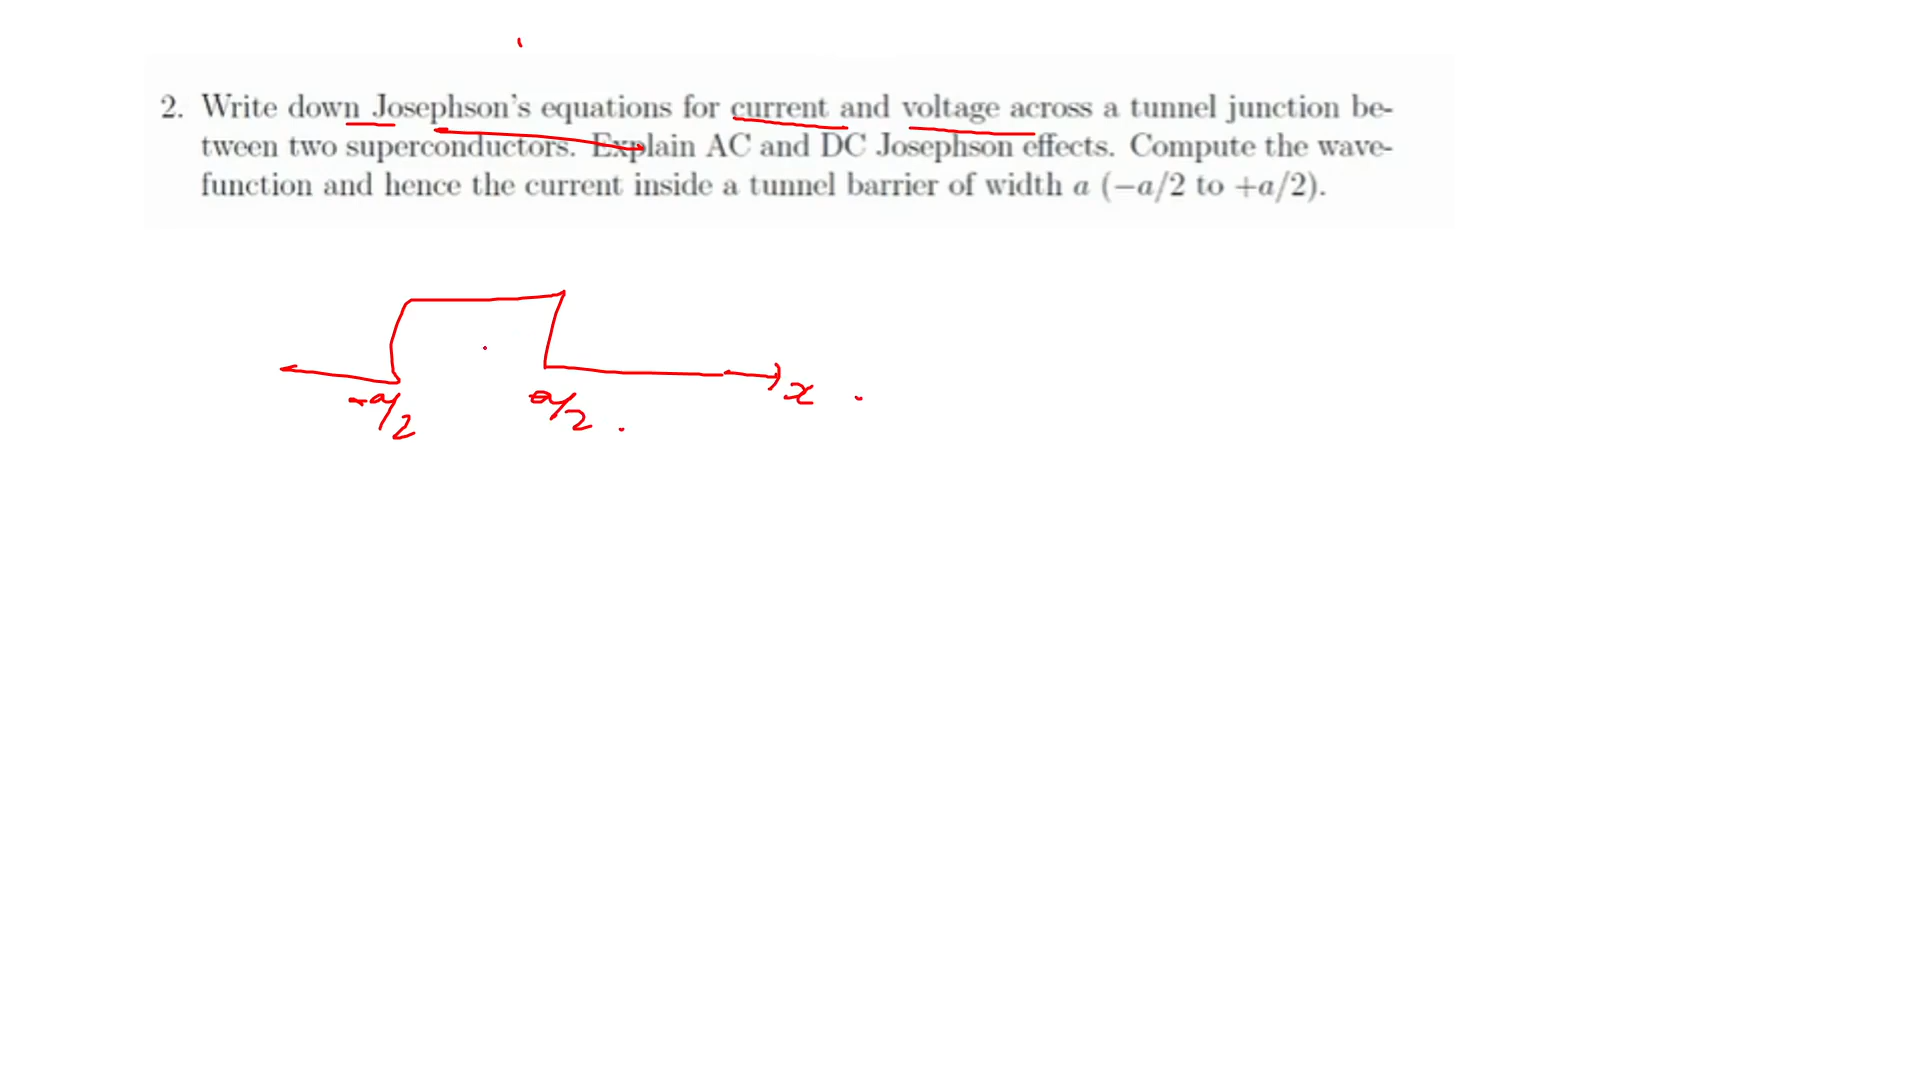 2. Write down Josephson's equations for current and voltage across a tunnel junction be-
tween two superconductors. Explain AC and DC Josephson effects. Compute the wave-
function and hence the current inside a tunnel barrier of width a (−a/2 to +a/2).
-a/2 a/2 x